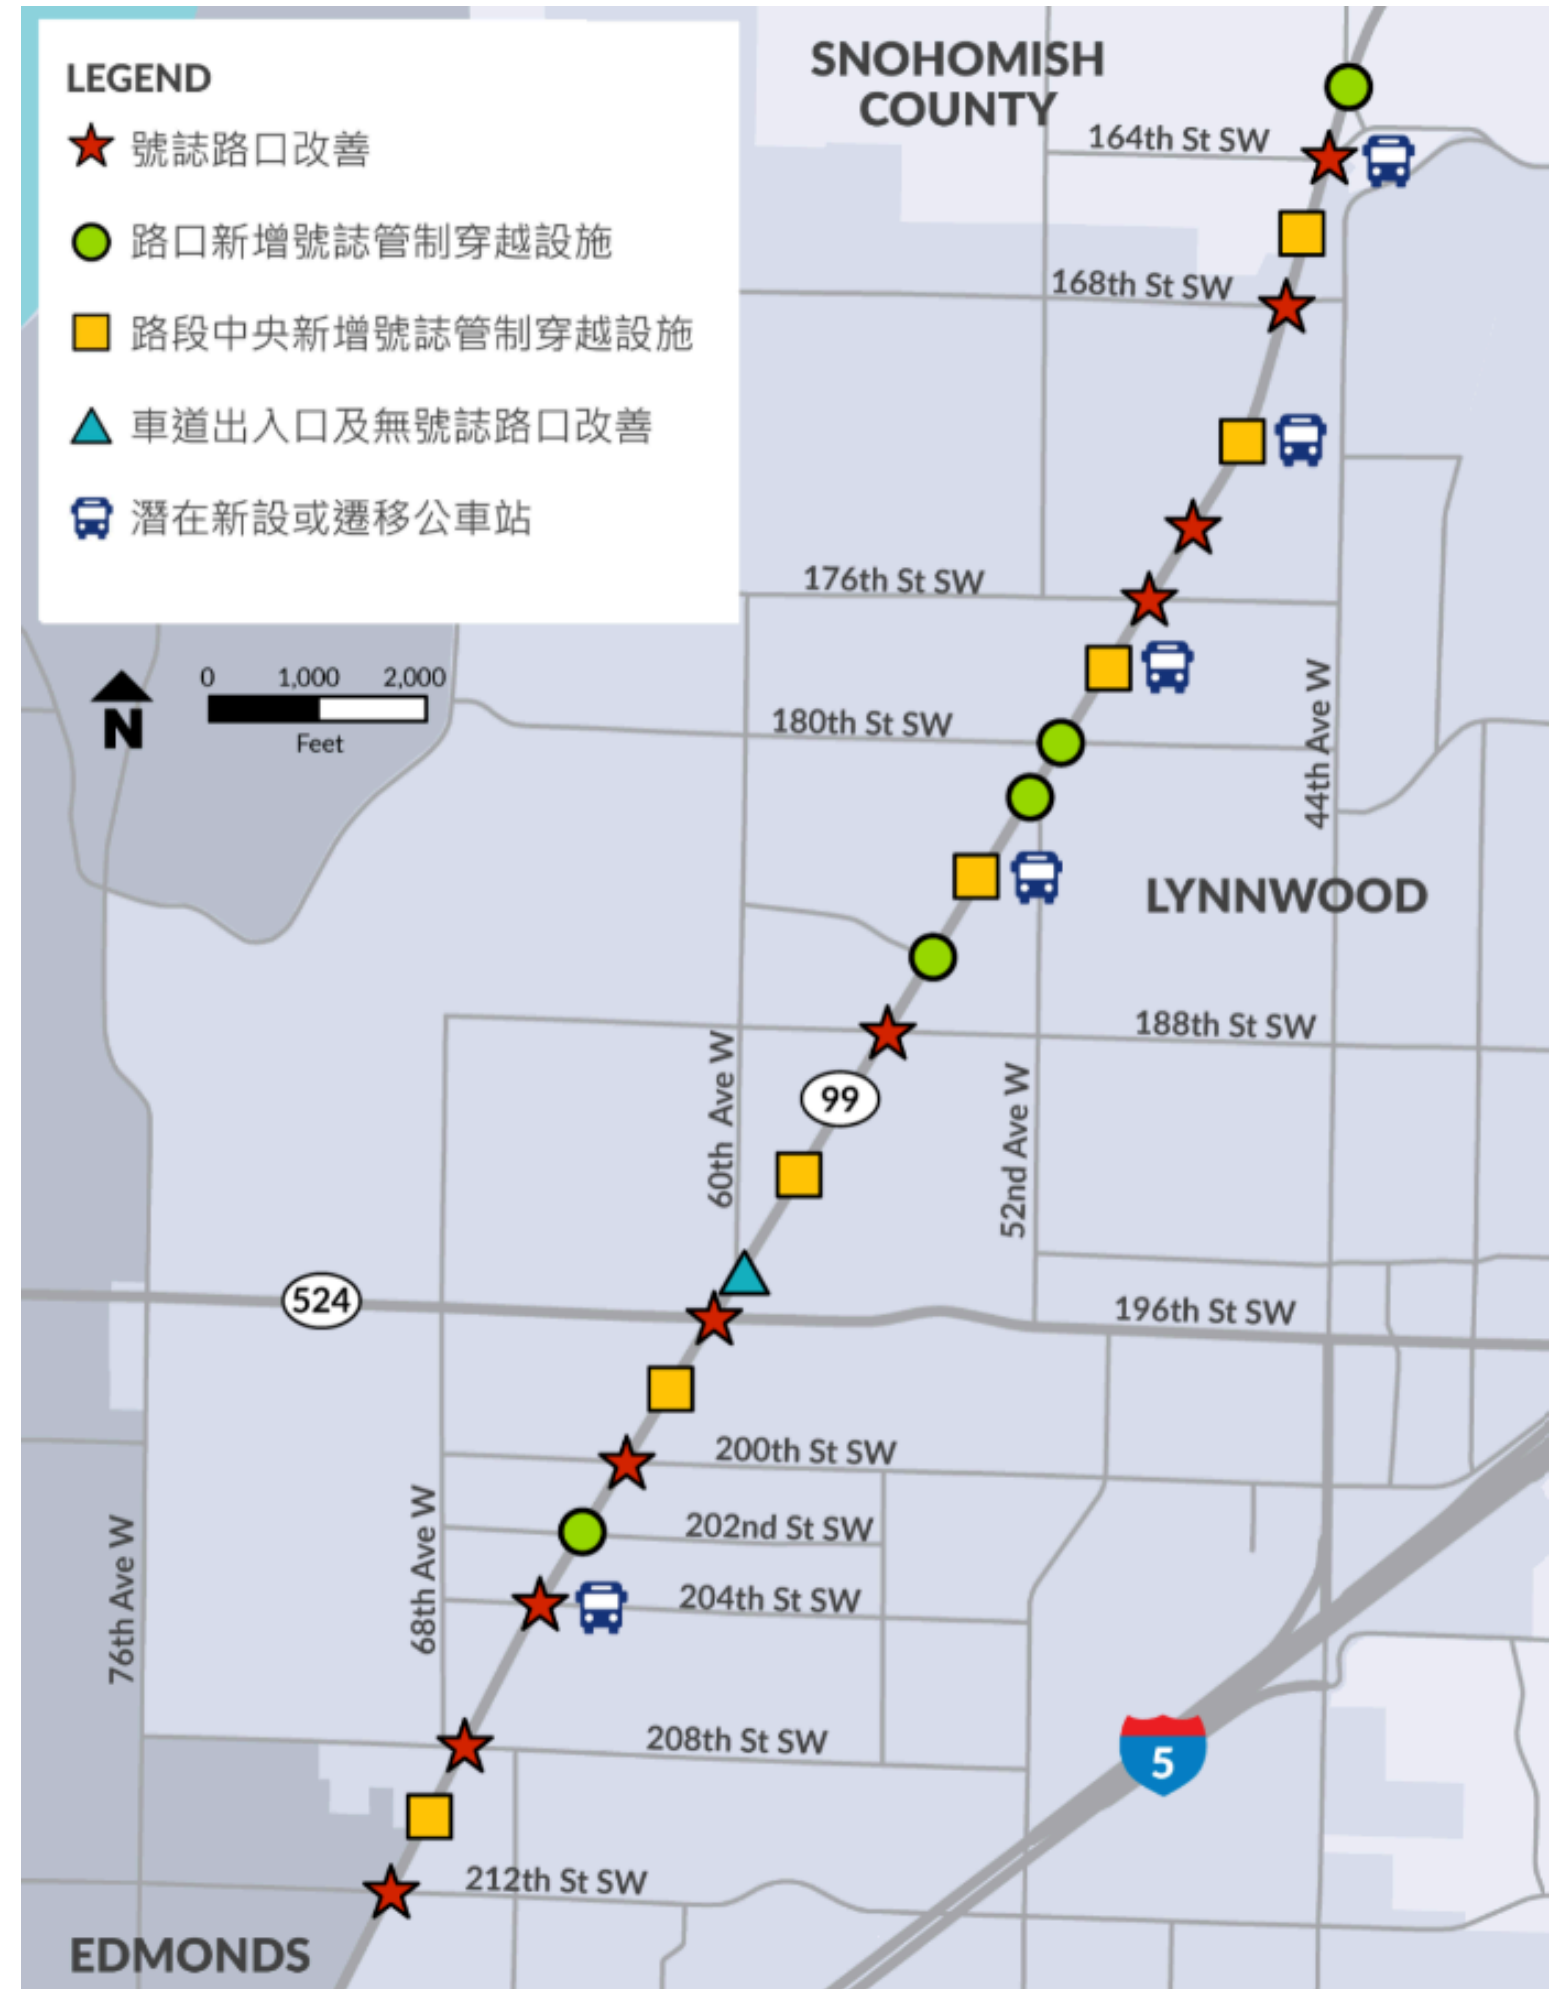 LEGEND
號誌路口改善
路口新增號誌管制穿越設施
路段中央新增號誌管制穿越設施
車道出入口及無號誌路口改善
潛在新設或遷移公車站
SNOHOMISH
COUNTY
164th St SW
168th St SW
176th St SW
N
0 1,000 2,000
Feet
180th St SW
44th Ave W
LYNNWOOD
188th St SW
60th Ave W
99
52nd Ave W
524
196th St SW
200th St SW
202nd St SW
76th Ave W
68th Ave W
204th St SW
208th St SW
5
212th St SW
EDMONDS